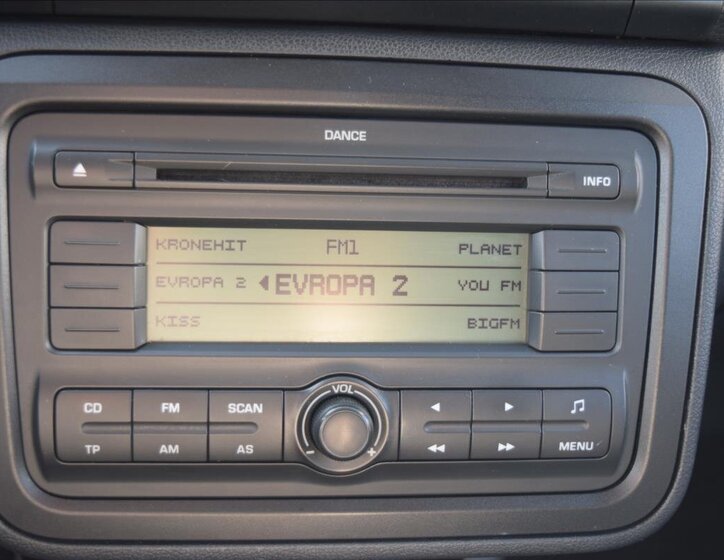 DANCE
INFO
KRONEHIT FM1 PLANET
EVROPA 2 EVROPA 2 YOU FM
KISS BIGFM
VOL
CD FM SCAN
TP AM AS MENU